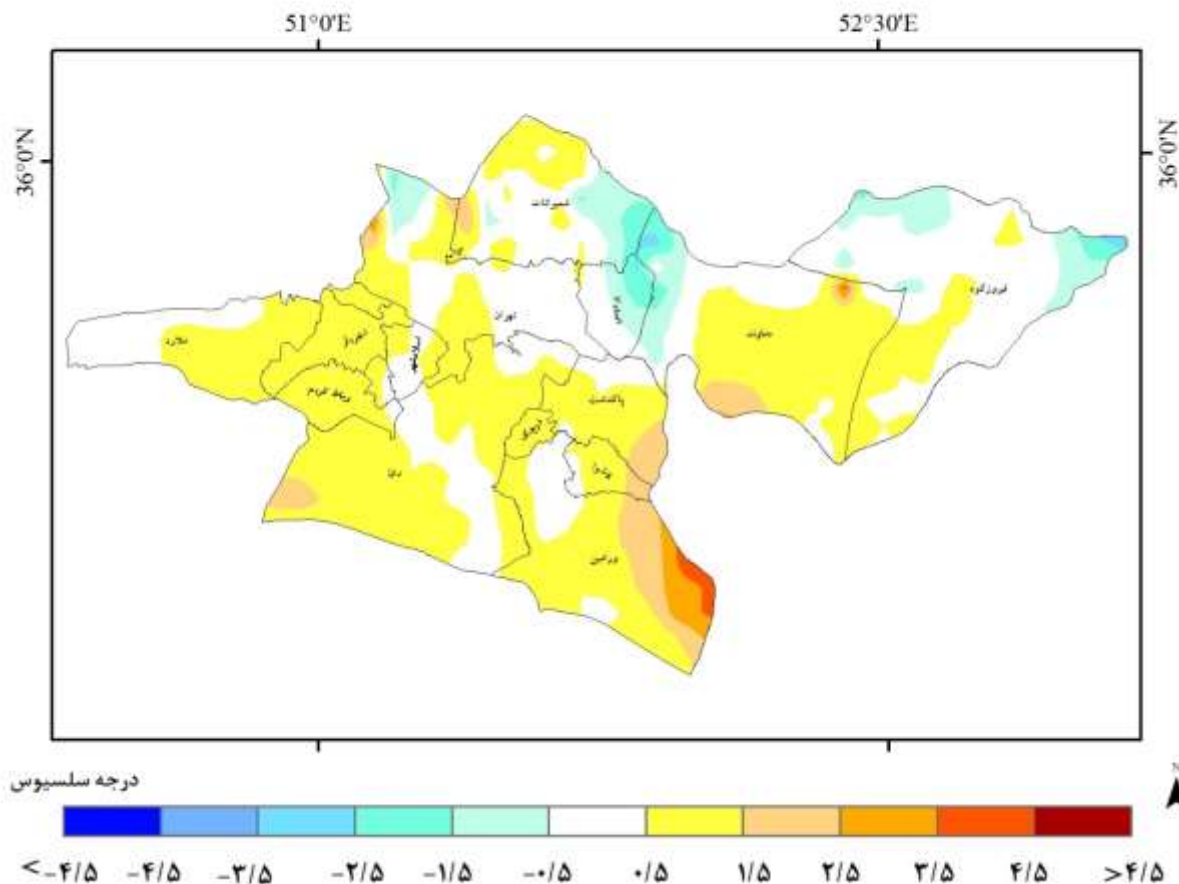 51°0'E 52°30'E
36°0'N 36°0'N
شمیرانات
کرج
فیروزکوه
دماوند
تهران
ملارد
شهریار
رباط کریم
پاکدشت
ری
ورامین
درجه سلسیوس
N
<-۴/۵ -۴/۵ -۳/۵ -۲/۵ -۱/۵ -۰/۵ ۰/۵ ۱/۵ ۲/۵ ۳/۵ ۴/۵ >۴/۵